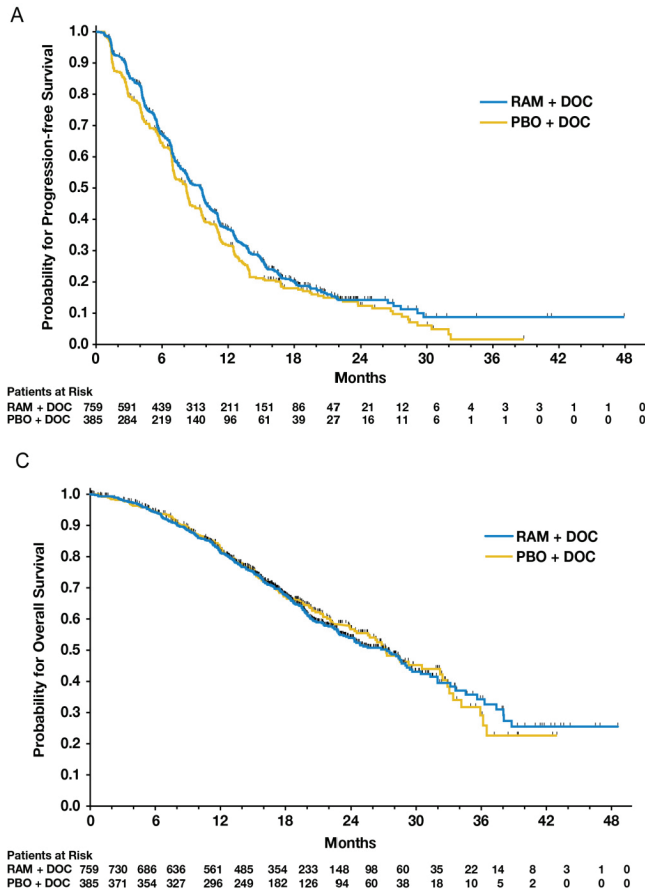 A
1.0
0.9
0.8
0.7
0.6
0.5
0.4
0.3
0.2
0.1
0.0
Probability for Progression-free Survival
RAM + DOC
PBO + DOC
0 6 12 18 24 30 36 42 48
Months
Patients at Risk
RAM + DOC 759 591 439 313 211 151 86 47 21 12 6 4 3 3 1 1 0
PBO + DOC 385 284 219 140 96 61 39 27 16 11 6 1 1 0 0 0 0
C
1.0
0.9
0.8
0.7
0.6
0.5
0.4
0.3
0.2
0.1
0.0
Probability for Overall Survival
RAM + DOC
PBO + DOC
6 12 18 24 30 36 42 48
Months
Patients at Risk
RAM + DOC 759 730 686 636 561 485 354 233 148 98 60 35 22 14 8 3 1 0
PBO + DOC 385 371 354 327 296 249 182 126 94 60 38 18 10 5 2 0 0 0